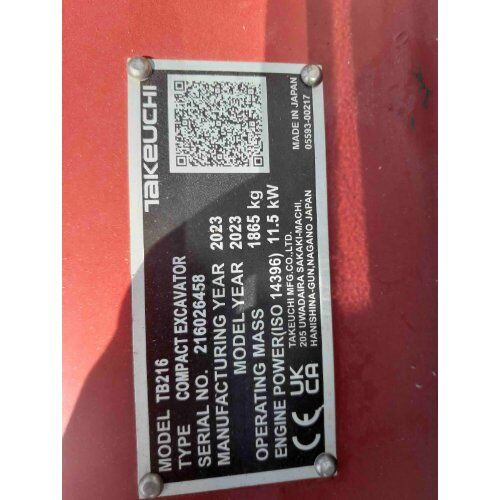 TAKEUCHI
MODEL TB216
TYPE COMPACT EXCAVATOR
SERIAL NO. 216026458
MANUFACTURING YEAR 2023
MODEL YEAR 2023
OPERATING MASS 1865 kg
ENGINE POWER(ISO 14396) 11.5 kW
TAKEUCHI MFG.CO.,LTD.
205 UWADAIRA SAKAKI-MACHI,
HANISHINA-GUN,NAGANO JAPAN
CE UK
CA
MADE IN JAPAN
05593-00217